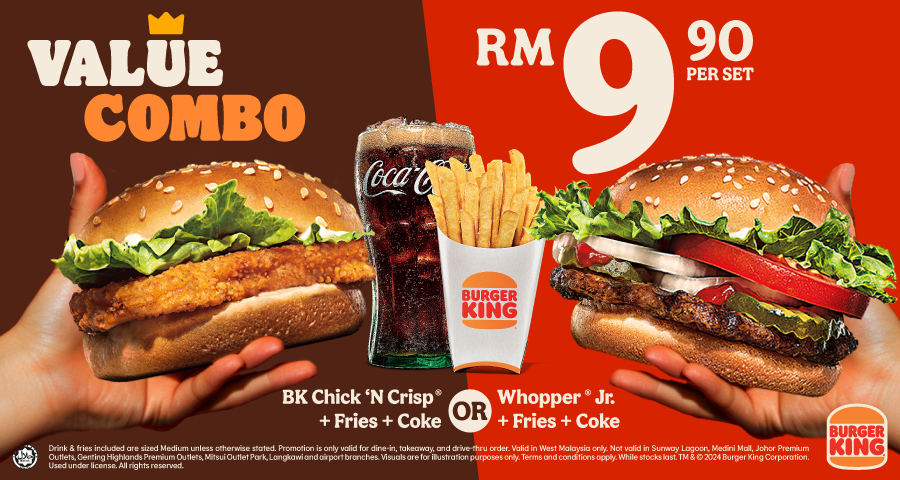 VALUE
COMBO
RM 9 90
PER SET
Coca-C
BURGER
KING
BK Chick 'N Crisp®
+ Fries + Coke
OR
Whopper® Jr.
+ Fries + Coke
Drink & fries included are sized Medium unless otherwise stated. Promotion is only valid for dine-in, takeaway, and drive-thru order. Valid in West Malaysia only. Not valid in Sunway Lagoon, Medini Mall, Johor Premium
Outlets, Genting Highlands Premium Outlets, Mitsui Outlet Park, Langkawi and airport branches. Visuals are for illustration purposes only. Terms and conditions apply. While stocks last. TM & © 2024 Burger King Corporation.
Used under license. All rights reserved.
BURGER
KING